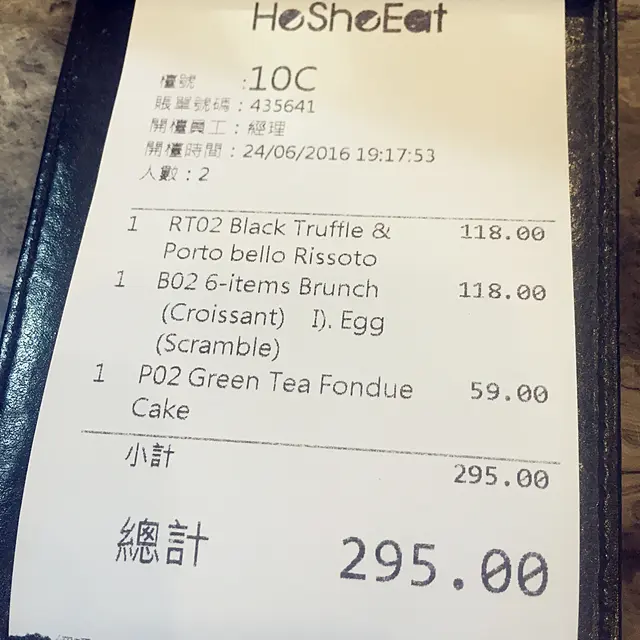 HeSheEat
檯號 :10C
賬單號碼：435641
開檯員工：經理
開檯時間：24/06/2016 19:17:53
人數：2
1 RT02 Black Truffle & 118.00
Porto bello Rissoto
1 B02 6-items Brunch 118.00
(Croissant) I). Egg
(Scramble)
1 P02 Green Tea Fondue 59.00
Cake
小計 295.00
總計 295.00